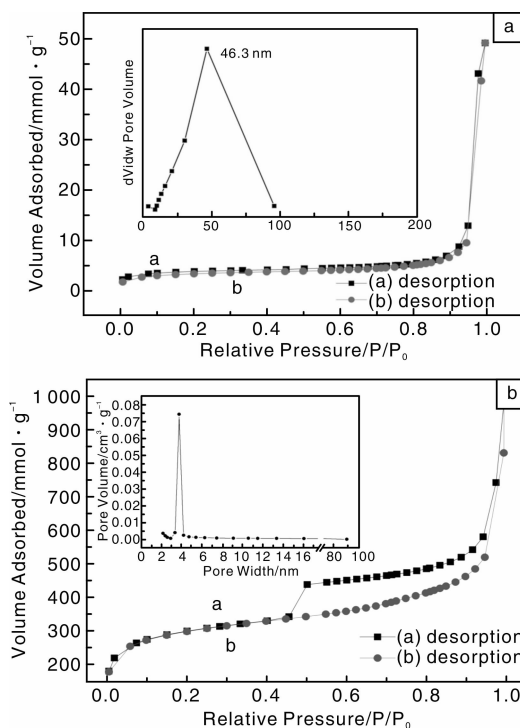 a
46.3 nm
dVidw Pore Volume
0 50 100 150 200
Volume Adsorbed/mmol · g⁻¹
50
40
30
20
10
0
a
b
(a) desorption
(b) desorption
0.0 0.2 0.4 0.6 0.8 1.0
Relative Pressure/P/P₀
b
Pore Volume/cm³ · g⁻¹
0.08
0.07
0.06
0.05
0.04
0.03
0.02
0.01
0.00
0 2 4 6 8 10 12 14 16 80 100
Pore Width/nm
Volume Adsorbed/mmol · g⁻¹
1 000
900
800
700
600
500
400
300
200
a
b
(a) desorption
(b) desorption
0.0 0.2 0.4 0.6 0.8 1.0
Relative Pressure/P/P₀